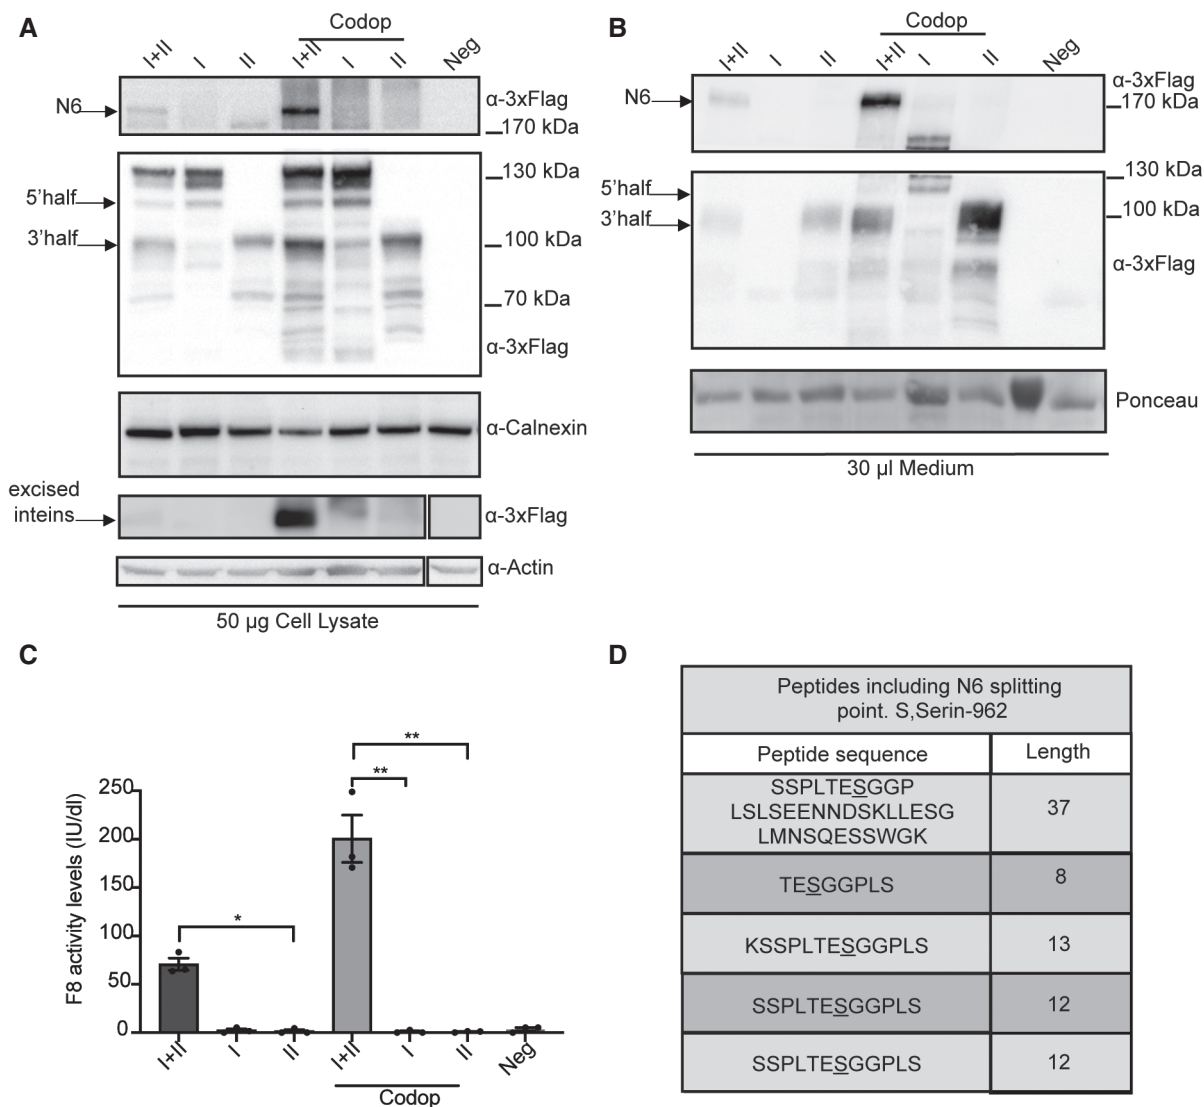 A
Codop
I+II
I
II
I+II
I
II
Neg
N6
α-3xFlag
170 kDa
130 kDa
5'half
3'half
100 kDa
70 kDa
α-3xFlag
α-Calnexin
excised
inteins
α-3xFlag
α-Actin
50 µg Cell Lysate
B
Codop
I+II
I
II
I+II
I
II
Neg
N6
α-3xFlag
170 kDa
130 kDa
5'half
3'half
100 kDa
α-3xFlag
Ponceau
30 µl Medium
C
F8 activity levels (IU/dl)
250
200
150
100
50
0
*
**
**
I+II
I
II
I+II
I
II
Neg
Codop
D
Peptides including N6 splitting
point. S,Serin-962
Peptide sequence Length
SSPLTESGGP
LSLSEENNDSKLLESG
LMNSQESSWGK
37
TESGGPLS 8
KSSPLTESGGPLS 13
SSPLTESGGPLS 12
SSPLTESGGPLS 12